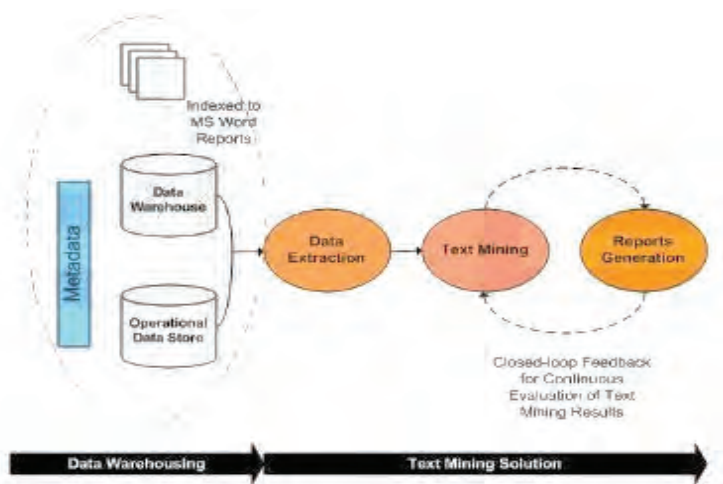 Indexed to
MS Word
Reports
Metadata
Data
Warehouse
Operational
Data Store
Data
Extraction
Text Mining
Reports
Generation
Closed-loop Feedback
for Continuous
Evaluation of Text
Mining Results
Data Warehousing
Text Mining Solution